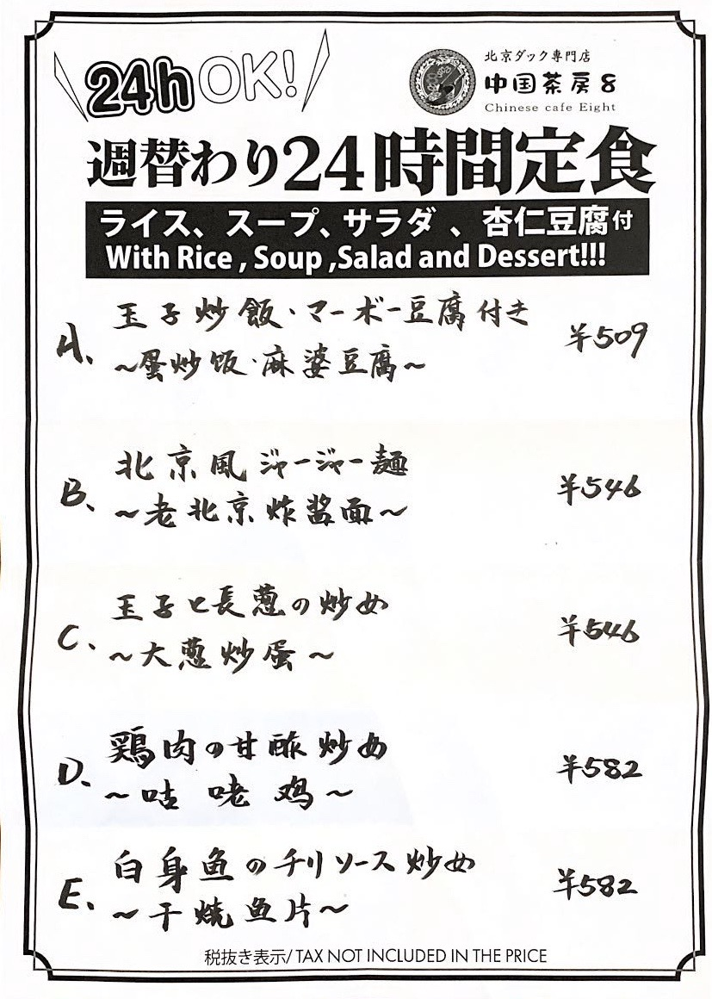 24h OK!
北京ダック専門店
中国茶房8
Chinese cafe Eight
週替わり24時間定食
ライス、スープ、サラダ、杏仁豆腐付
With Rice , Soup ,Salad and Dessert!!!
A、 玉子炒飯・マーボー豆腐付き ¥509
~蛋炒饭・麻婆豆腐~
B、 北京風ジャージャー麺 ¥546
~老北京炸酱面~
C、 玉子と長葱の炒め ¥546
~大葱炒蛋~
D、 鶏肉の甘酢炒め ¥582
~咕咾鸡~
E、 白身魚のチリソース炒め ¥582
~干焼鱼片~
税抜き表示/ TAX NOT INCLUDED IN THE PRICE